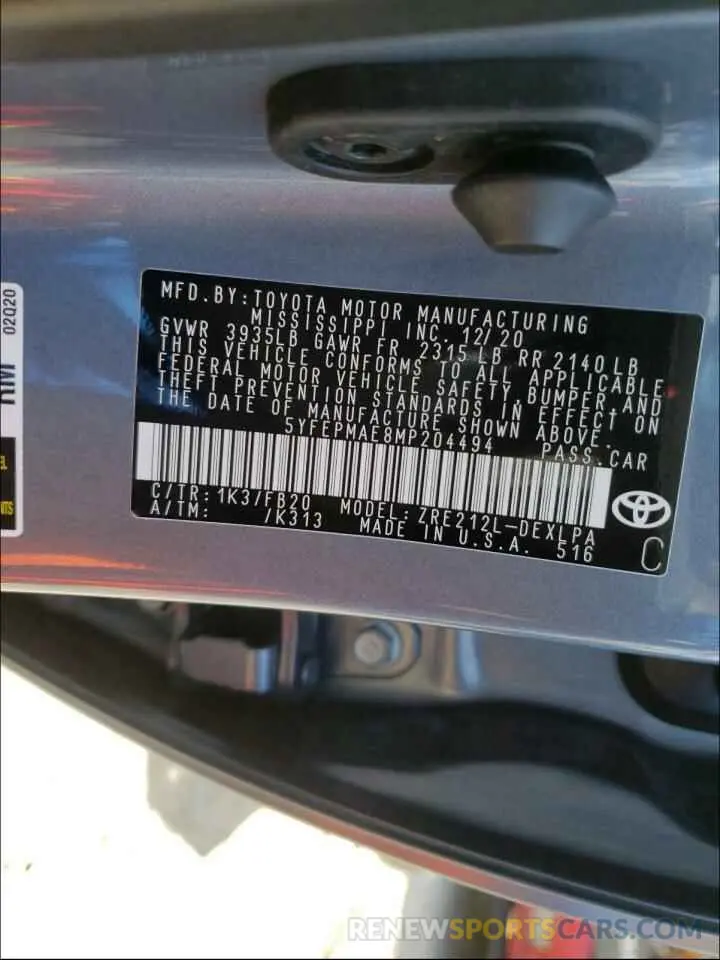 MFD.BY:TOYOTA MOTOR MANUFACTURING
MISSISSIPPI INC. 12/20
GVWR 3935LB GAWR FR 2315LB RR 2140LB
THIS VEHICLE CONFORMS TO ALL APPLICABLE
FEDERAL MOTOR VEHICLE SAFETY, BUMPER, AND
THEFT PREVENTION STANDARDS IN EFFECT ON
THE DATE OF MANUFACTURE SHOWN ABOVE.
5YFEPMAE8MP204494 PASS.CAR
C/TR:1K3/FB20 MODEL:ZRE212L-DEXLPA
A/TM: /K313 MADE IN U.S.A. 516
C
02Q20
RM
RENEWSPORTSCARS.COM